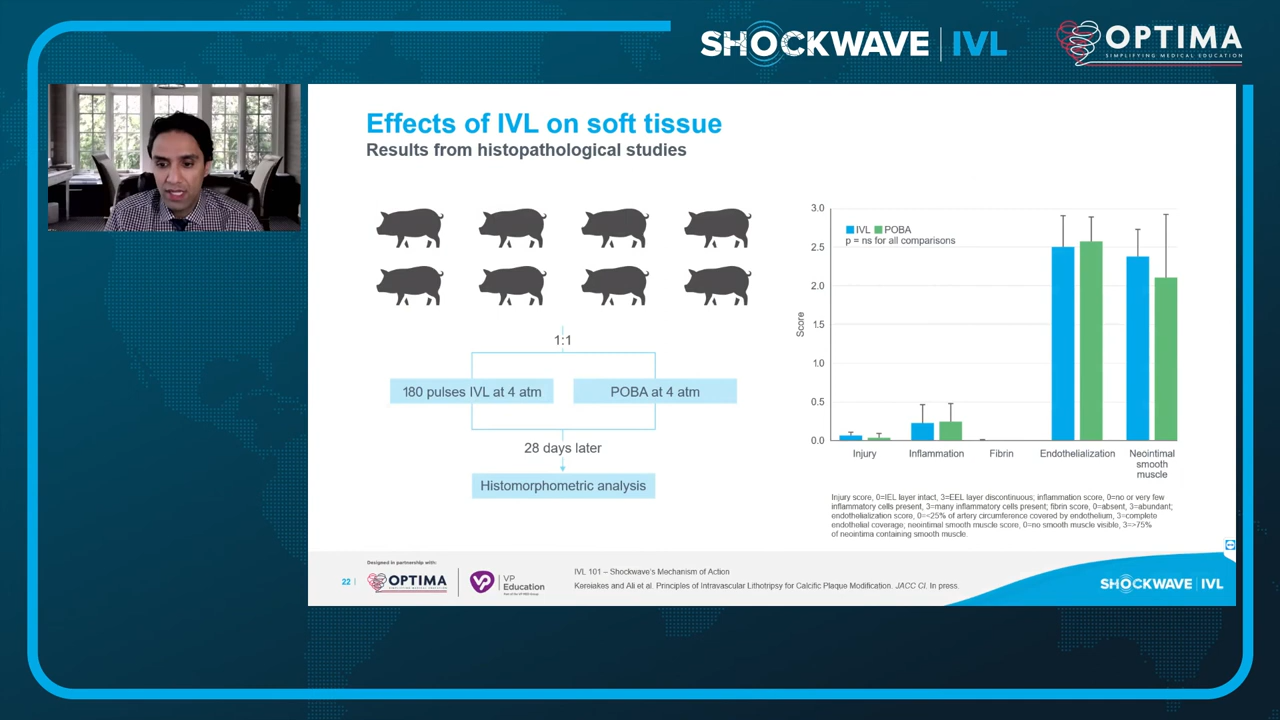 SHOCKWAVE | IVL
OPTIMA
SIMPLIFYING MEDICAL EDUCATION
Effects of IVL on soft tissue
Results from histopathological studies
1:1
180 pulses IVL at 4 atm
POBA at 4 atm
28 days later
Histomorphometric analysis
3.0
2.5
2.0
1.5
1.0
0.5
0.0
Score
IVL POBA
p = ns for all comparisons
Injury
Inflammation
Fibrin
Endothelialization
Neointimal
smooth
muscle
Injury score, 0=IEL layer intact, 3=EEL layer discontinuous; inflammation score, 0=no or very few
inflammatory cells present, 3=many inflammatory cells present; fibrin score, 0=absent, 3=abundant;
endothelialization score, 0=<25% of artery circumference covered by endothelium, 3=complete
endothelial coverage; neointimal smooth muscle score, 0=no smooth muscle visible, 3=>75%
of neointima containing smooth muscle.
Designed in partnership with:
22 |
OPTIMA
VP
Education
IVL 101 – Shockwave's Mechanism of Action
Kereiakes and Ali et al. Principles of Intravascular Lithotripsy for Calcific Plaque Modification. JACC CI. In press.
SHOCKWAVE | IVL